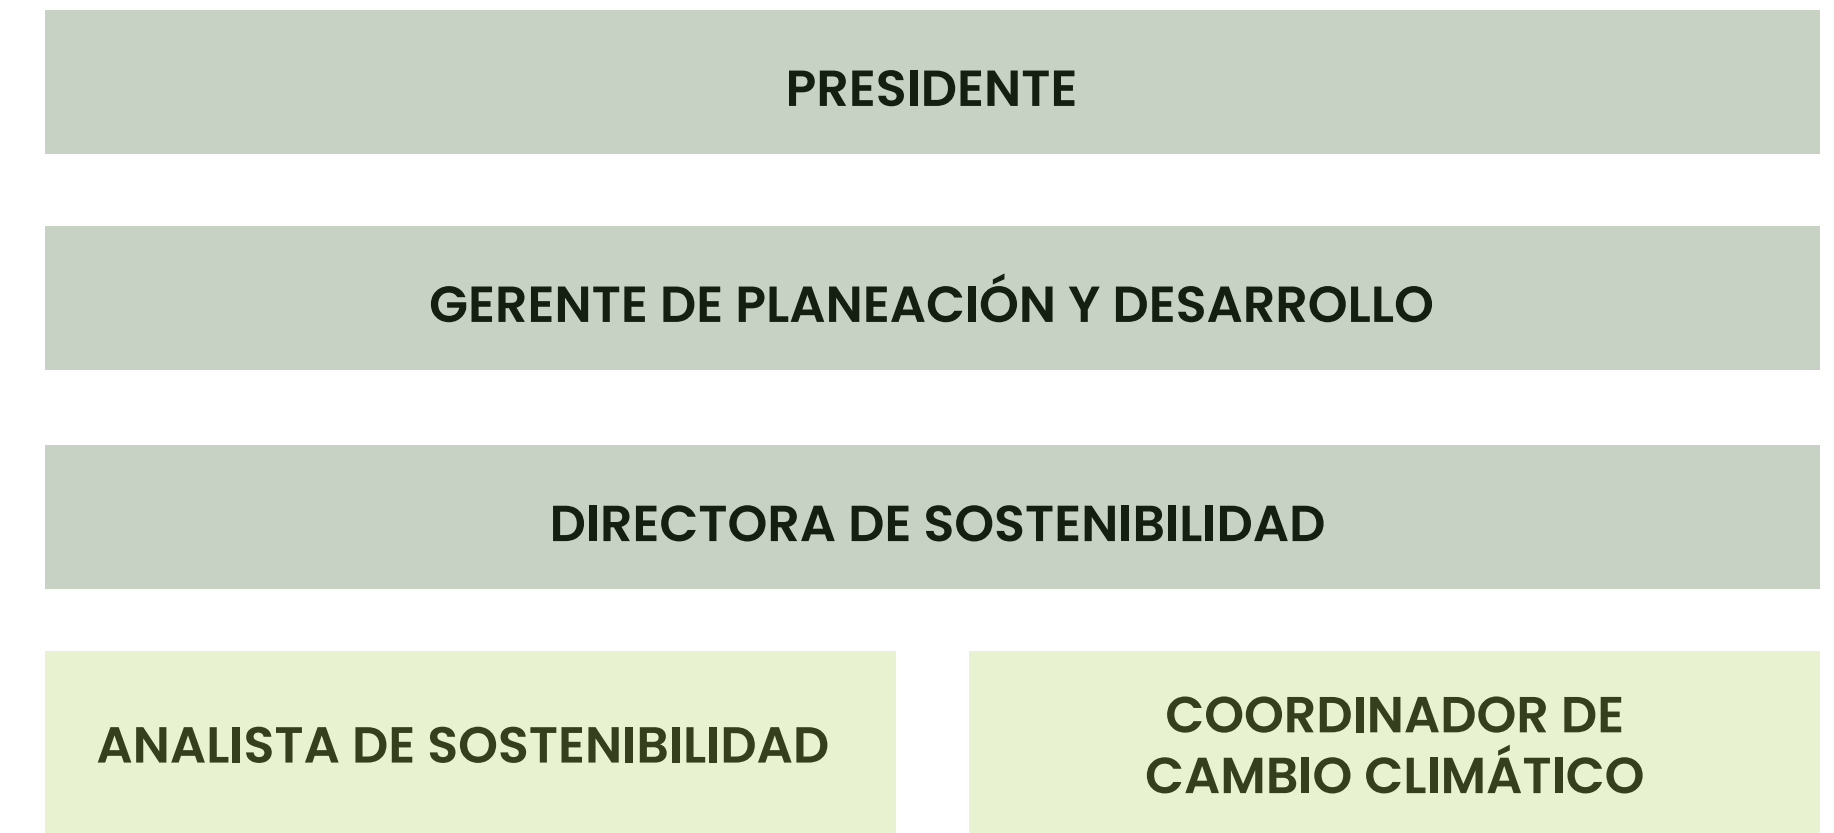 PRESIDENTE
GERENTE DE PLANEACIÓN Y DESARROLLO
DIRECTORA DE SOSTENIBILIDAD
ANALISTA DE SOSTENIBILIDAD
COORDINADOR DE
CAMBIO CLIMÁTICO